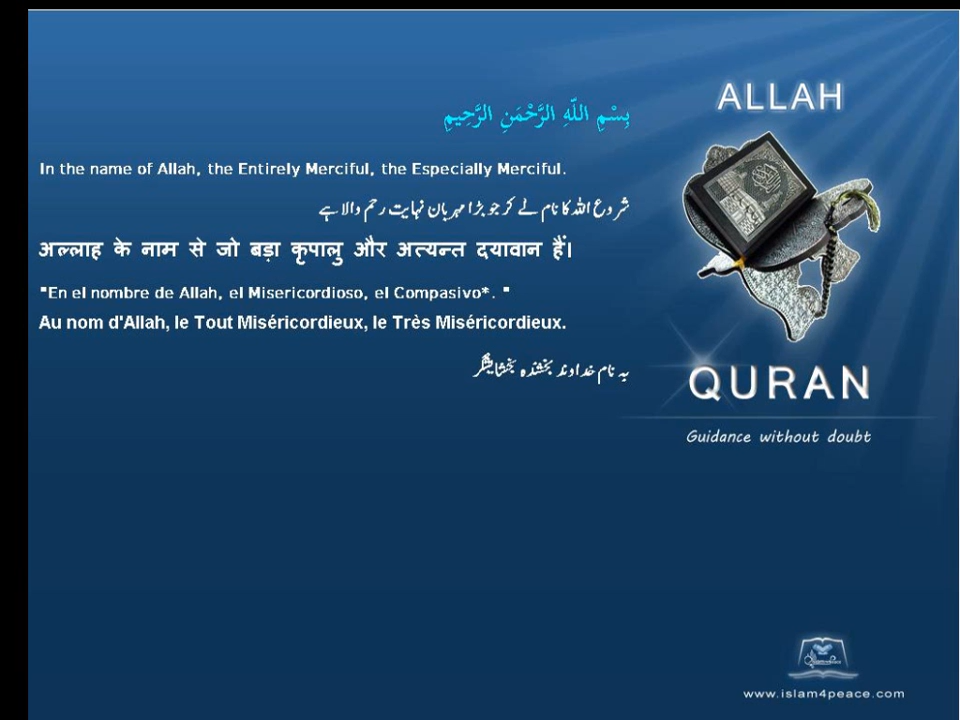 بِسْمِ اللَّهِ الرَّحْمَنِ الرَّحِيمِ
In the name of Allah, the Entirely Merciful, the Especially Merciful.
شروع اللہ کا نام لے کر جو بڑا مہربان نہایت رحم والا ہے
अल्लाह के नाम से जो बड़ा कृपालु और अत्यन्त दयावान हैं।
"En el nombre de Allah, el Misericordioso, el Compasivo*. "
Au nom d'Allah, le Tout Miséricordieux, le Très Miséricordieux.
به نام خداوند بخشنده بخشایشگر
ALLAH
QURAN
Guidance without doubt
www.islam4peace.com